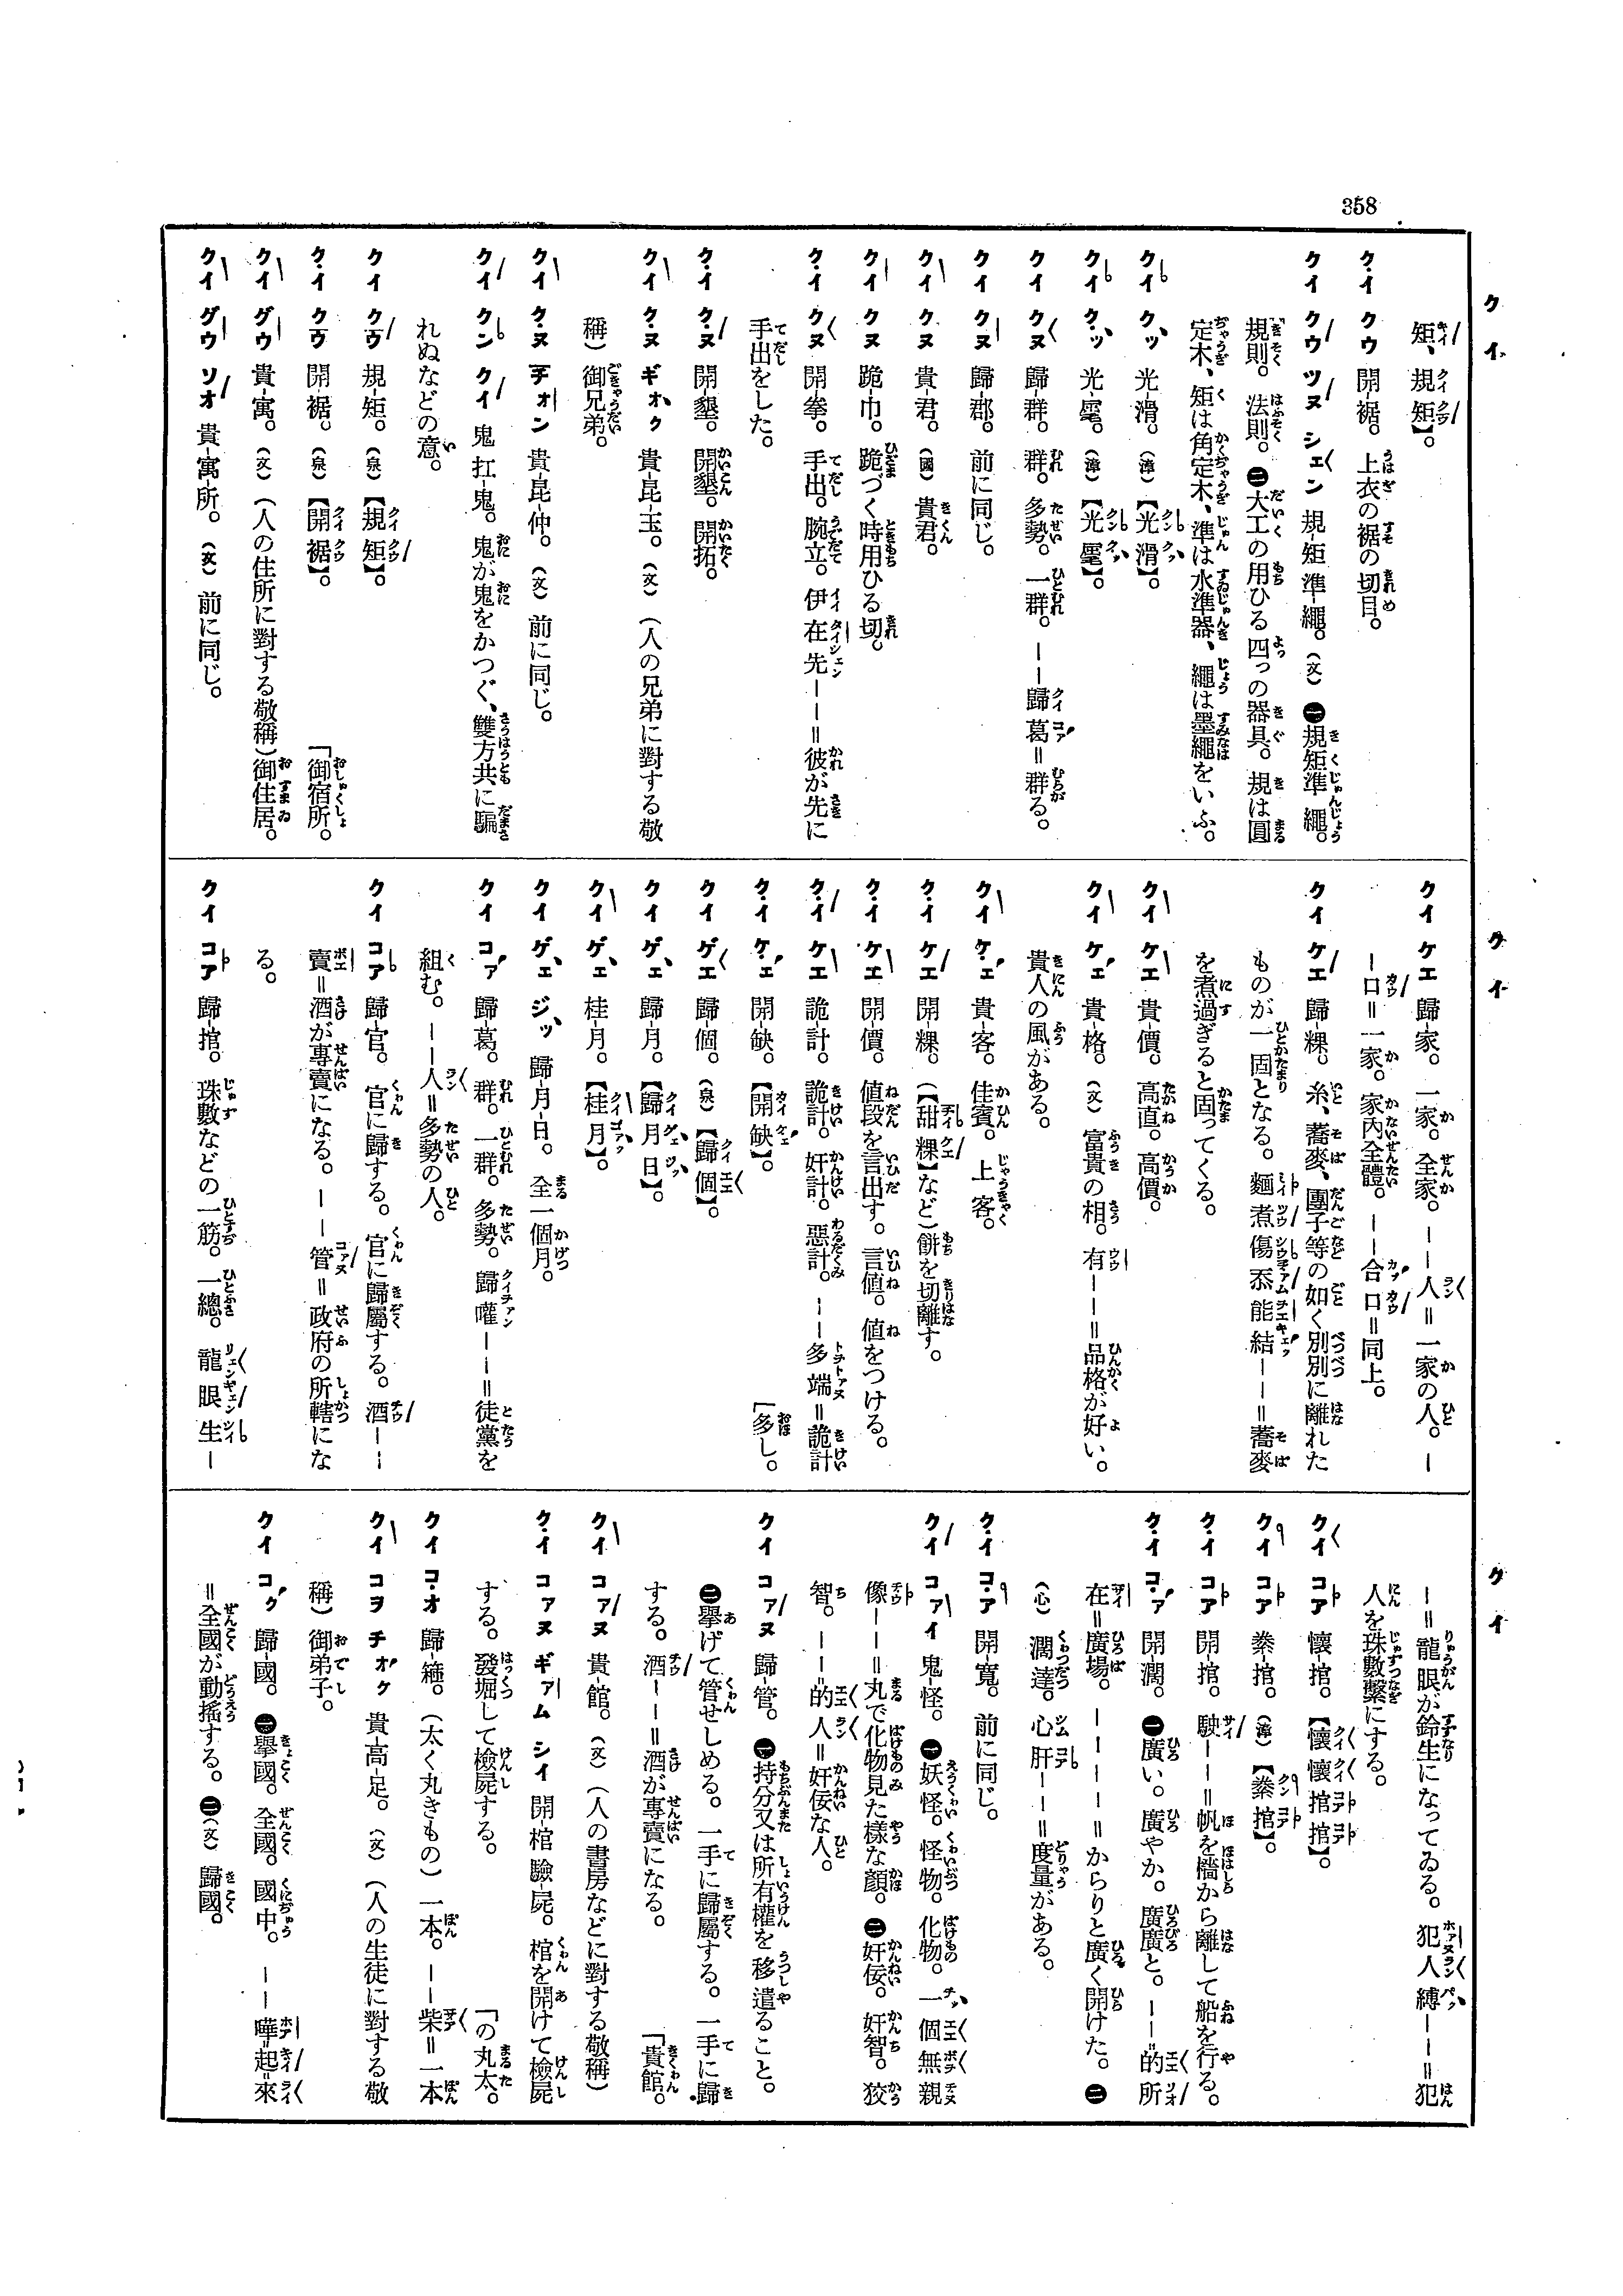 358
クイ
クイ
クイ
矩、規矩】。
クイ クウ 開-裾。上衣の裾の切目。
クイ クウ ツヌ シェン 規-矩 準-繩。（文）㊀規矩準繩。
規則。法則。㊁大工の用ひる四つの器具。規は圓
定木、矩は角定木、準は水準器、繩は墨繩をいふ。
クイ クッ 光-滑。（漳）【光滑】。
クイ クッ 光-䨱。（漳）【光䨱】。
クイ クヌ 歸-群。群。多勢。一群。――歸葛＝群る。
クイ クヌ 歸-郡。前に同じ。
クイ クヌ 貴-君。（國）貴君。
クイ クヌ 跪-巾。跪づく時用ひる切。
クイ クヌ 開-拳。手出。腕立。伊在先――＝彼が先に
手出をした。
クイ クヌ 開-墾。開墾。開拓。
クイ クヌ ギォク 貴-昆-玉。（文）（人の兄弟に對する敬
稱）御兄弟。
クイ クヌ チォン 貴-昆-仲。（文）前に同じ。
クイ クン クイ 鬼 扛-鬼。鬼が鬼をかつぐ、雙方共に騙
れぬなどの意。
クイ クウ 規-矩。（泉）【規矩】。
クイ クウ 開-裾。（泉）【開裾】。 「御宿所。
クイ グウ 貴-寓。（文）（人の住所に對する敬稱）御住居。
クイ グウ ソオ 貴-寓-所。（文）前に同じ。
クイ ケエ 歸-家。一家。全家。――人＝一家の人。―
―口＝一家。家內全體。――合口＝同上。
クイ ケエ 歸-粿。糸、蕎麥、團子等の如く別別に離れた
ものが一固となる。麵煮傷忝能結――＝蕎麥
を煮過ぎると固ってくる。
クイ ケエ 貴-價。高直。高價。
クイ ケェ 貴-格。（文）富貴の相。有――＝品格が好い。
貴人の風がある。
クイ ケェ 貴-客。佳賓。上客。
クイ ケエ 開-粿。（【甜粿】など）餅を切離す。
クイ ケエ 開-價。値段を言出す。言値。値をつける。
クイ ケエ 詭-計。詭計。奸計。惡計。――多端＝詭計
クイ ケェ 開-缺。【開缺】。 「多し。
クイ ゲエ 歸-個。（泉）【歸個】。
クイ ゲェ 歸-月。【歸月日】。
クイ ゲェ 桂-月。【桂月】。
クイ ゲェ ジッ 歸-月-日。全一個月。
クイ コァ 歸-葛。群。一群。多勢。歸嚾――＝徒黨を
組む。――人＝多勢の人。
クイ コァ 歸-官。官に歸する。官に歸屬する。酒――
賣＝酒が專賣になる。――管＝政府の所轄にな
る。
クイ コァ 歸-捾。珠數などの一筋。一總。龍眼生―
―＝龍眼が鈴生になってゐる。犯人縛――＝犯
人を珠數繫にする。
クイ コァ 懷-捾。【懷懷捾捾】。
クイ コァ 䊎-捾。（漳）【䊎捾】。
クイ コァ 開-捾。駛――＝帆を檣から離して船を行る。
クイ コァ 開-濶。㊀廣い。廣やか。廣廣と。――的所
在＝廣場。――――＝からりと廣く開けた。㊁
（心）濶達。心肝――＝度量がある。
クイ コァ 開-寬。前に同じ。
クイ コァイ 鬼-怪。㊀妖怪。怪物。化物。一個無親
像――＝丸で化物見た樣な顏。㊁奸佞。奸智。狡
智。――的人＝奸佞な人。
クイ コァヌ 歸-管。㊀持分又は所有權を移遣ること。
㊁擧げて管せしめる。一手に歸屬する。一手に歸
する。酒――＝酒が專賣になる。 「貴館。
クイ コァヌ 貴-館。（文）（人の書房などに對する敬稱）
クイ コァヌ ギァム シイ 開-棺 驗-屍。棺を開けて檢屍
する。發堀して檢屍する。 「の丸太。
クイ コオ 歸-箍。（太く丸きもの）一本。――柴＝一本
クイ コヲ チオク 貴-高-足。（文）（人の生徒に對する敬
稱）御弟子。
クイ コク 歸-國。㊀擧國。全國。國中。――嘩＝起＝來
＝全國が動搖する。㊁（文）歸國。